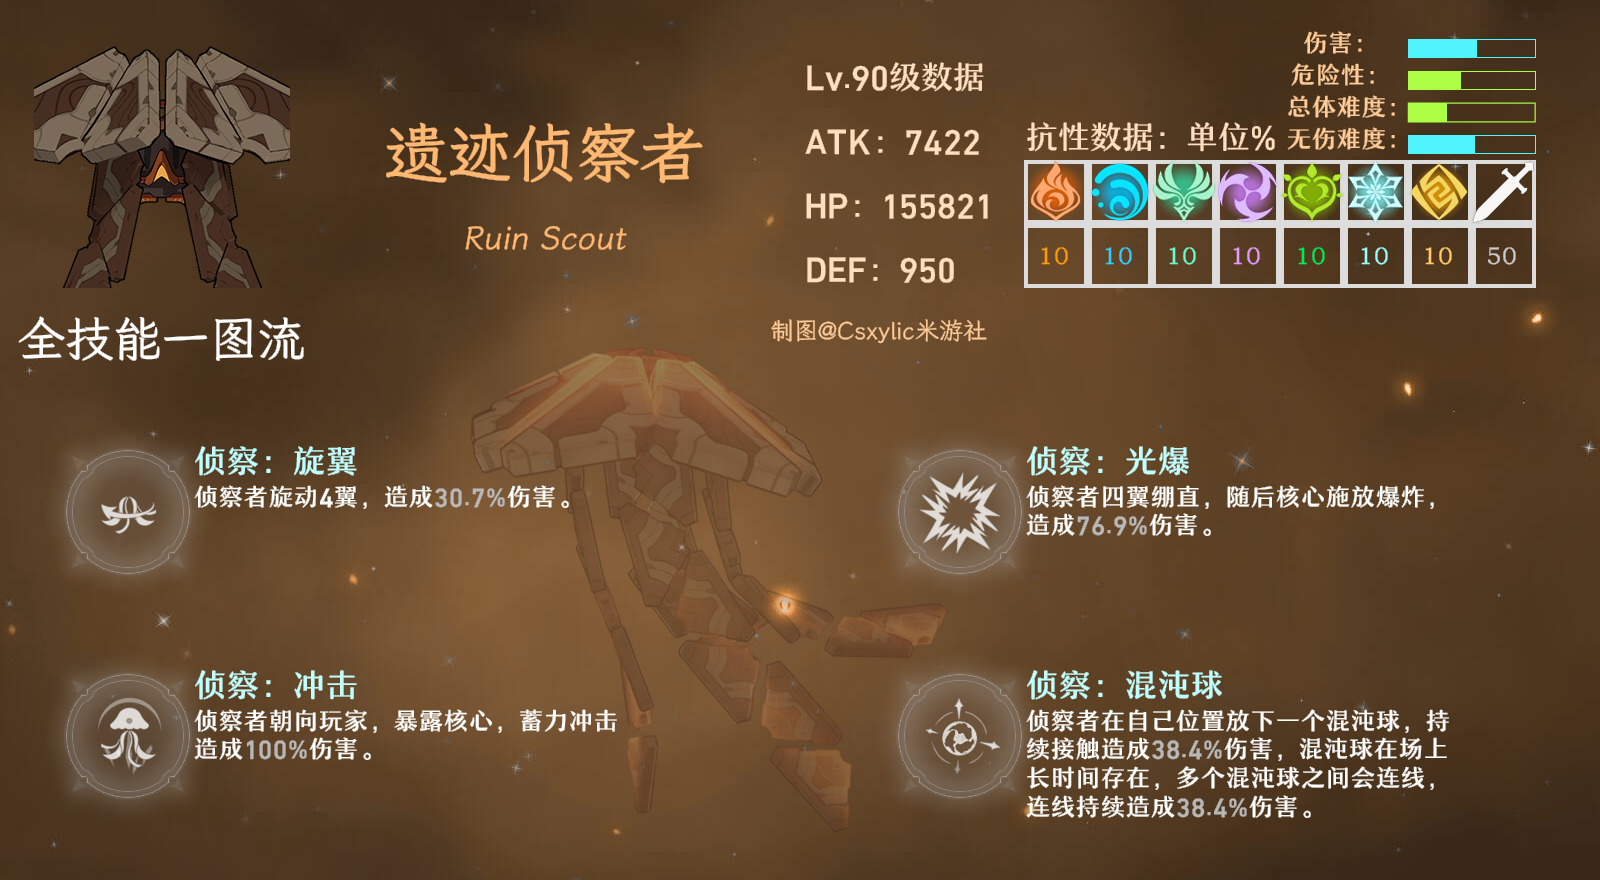 遗迹侦察者
Ruin Scout
全技能一图流
Lv.90级数据
ATK：7422
HP：155821
DEF：950
制图@Csxylic米游社
伤害：
危险性：
总体难度：
无伤难度：
抗性数据：单位%
10 10 10 10 10 10 10 50
侦察：旋翼
侦察者旋动4翼，造成30.7%伤害。
侦察：光爆
侦察者四翼绷直，随后核心施放爆炸，
造成76.9%伤害。
侦察：冲击
侦察者朝向玩家，暴露核心，蓄力冲击
造成100%伤害。
侦察：混沌球
侦察者在自己位置放下一个混沌球，持
续接触造成38.4%伤害，混沌球在场上
长时间存在，多个混沌球之间会连线，
连线持续造成38.4%伤害。